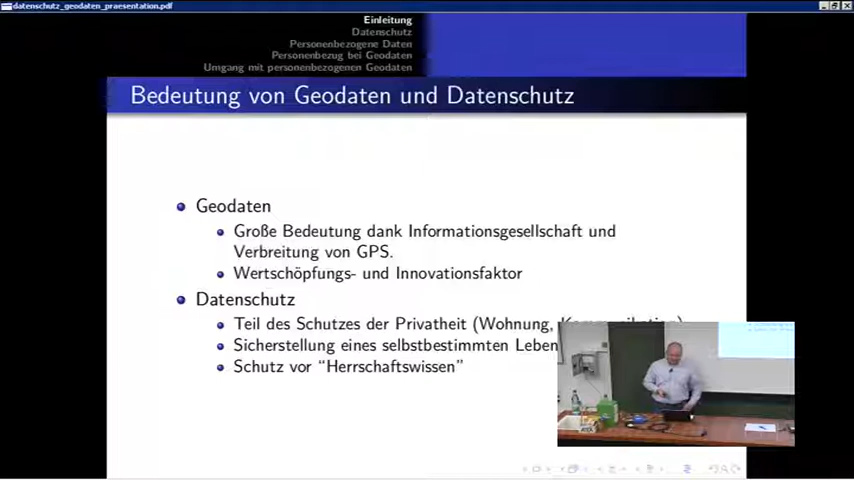 datenschutz_geodaten_praesentation.pdf
Einleitung
Datenschutz
Personenbezogene Daten
Personenbezug bei Geodaten
Umgang mit personenbezogenen Geodaten
Bedeutung von Geodaten und Datenschutz
Geodaten
Große Bedeutung dank Informationsgesellschaft und
Verbreitung von GPS.
Wertschöpfungs- und Innovationsfaktor
Datenschutz
Teil des Schutzes der Privatheit (Wohnung, Kommunikation)
Sicherstellung eines selbstbestimmten Leben
Schutz vor “Herrschaftswissen”